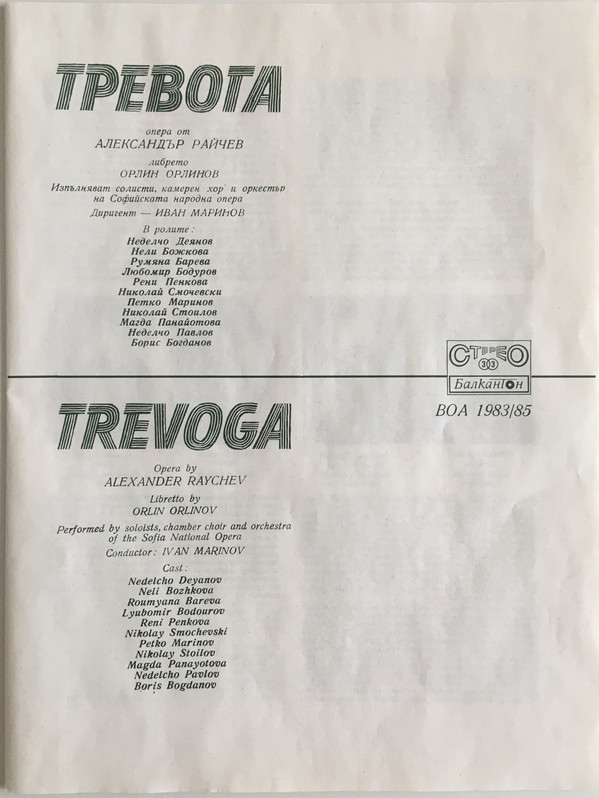 ТРЕВОГА
опера от
АЛЕКСАНДЪР РАЙЧЕВ
либрето
ОРЛИН ОРЛИНОВ
Изпълняват солисти, камерен хор и оркестър
на Софийската народна опера
Диригент — ИВАН МАРИНОВ
В ролите:
Неделчо Деянов
Нели Божкова
Румяна Барева
Любомир Бодуров
Рени Пенкова
Николай Смочевски
Петко Маринов
Николай Стоилов
Магда Панайотова
Неделчо Павлов
Борис Богданов
СТЕРЕО
33
Балкантон
ВОА 1983/85
TREVOGA
Opera by
ALEXANDER RAYCHEV
Libretto by
ORLIN ORLINOV
Performed by soloists, chamber choir and orchestra
of the Sofia National Opera
Conductor: IVAN MARINOV
Cast:
Nedelcho Deyanov
Neli Bozhkova
Roumyana Bareva
Lyubomir Bodourov
Reni Penkova
Nikolay Smochevski
Petko Marinov
Nikolay Stoilov
Magda Panayotova
Nedelcho Pavlov
Boris Bogdanov